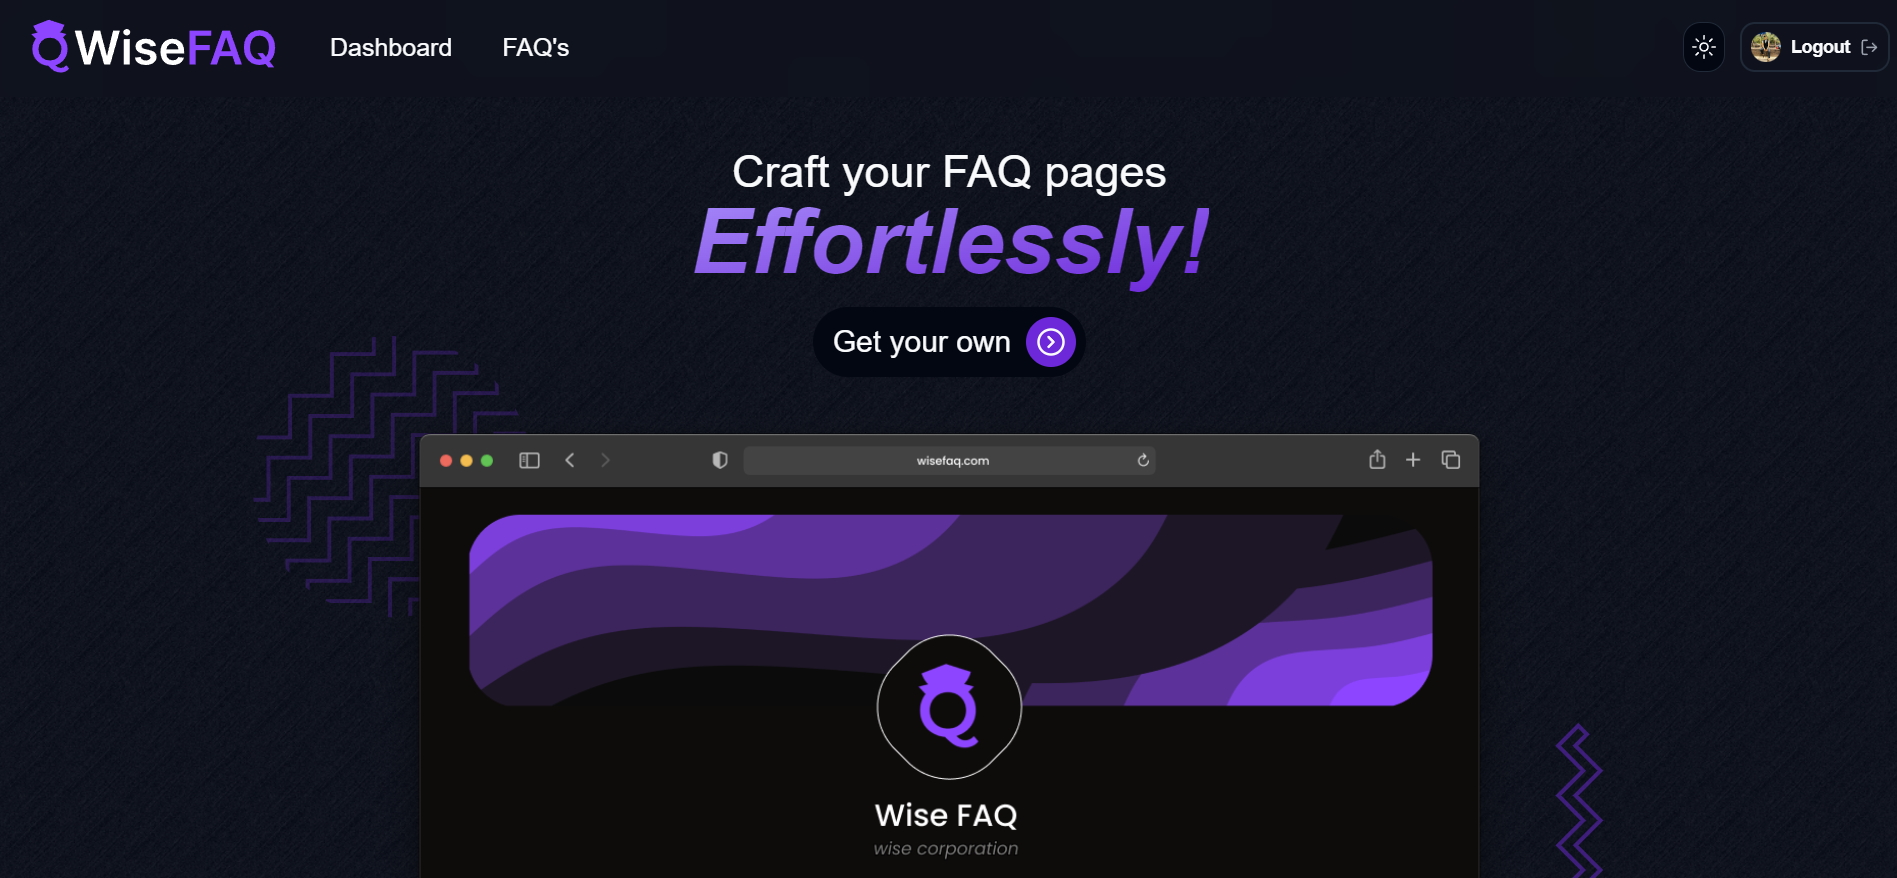 WiseFAQ
Dashboard
FAQ's
Logout
Craft your FAQ pages
Effortlessly!
Get your own
wisefaq.com
Wise FAQ
wise corporation